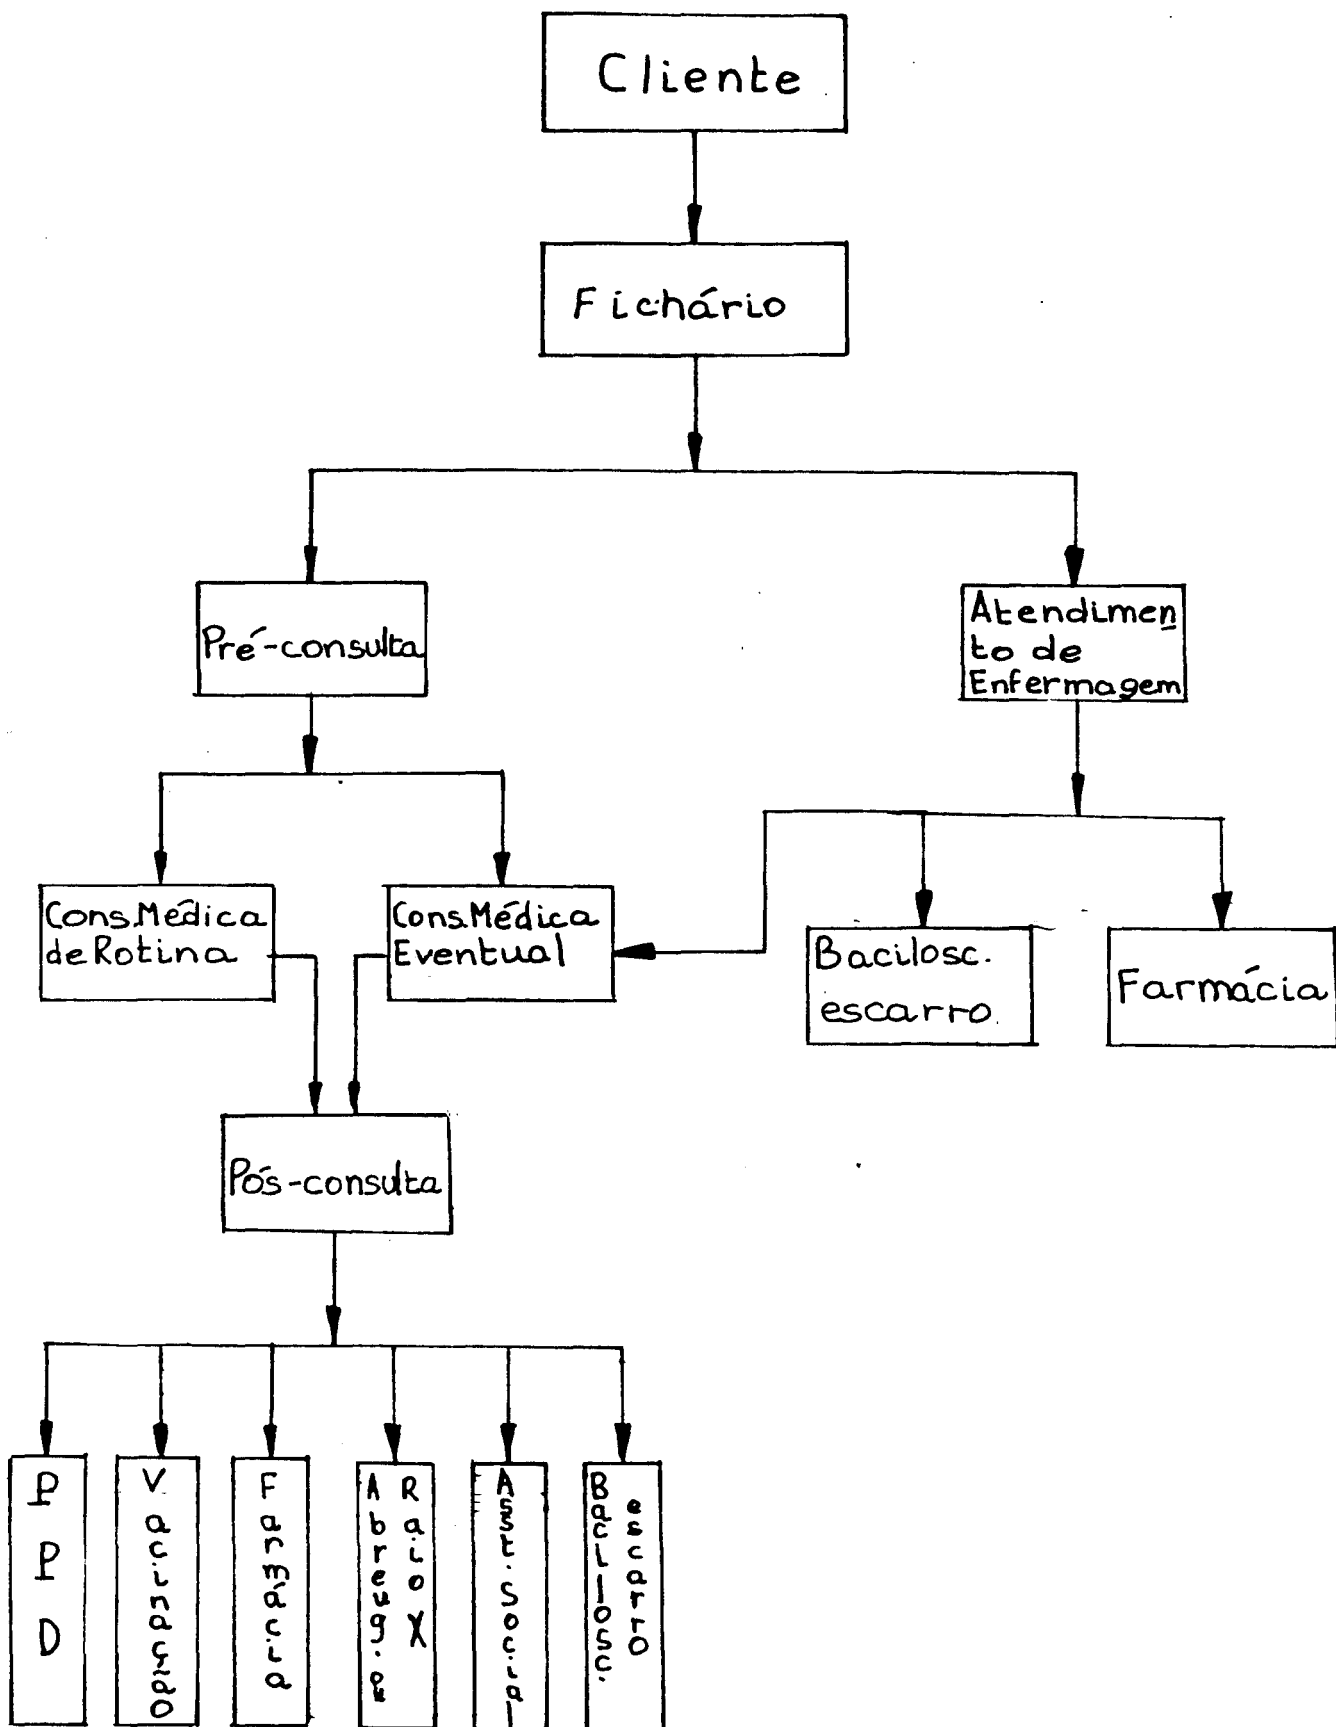 Cliente
Fichário
Pré-consulta
Atendimen
to de
Enfermagem
Cons.Médica
de Rotina
Cons.Médica
Eventual
Bacilosc.
escarro
Farmácia
Pós-consulta
PPD
Vacinação
Farmácia
Abreug. e
Raio X
Asst. Social
Bacilosc.
escarro